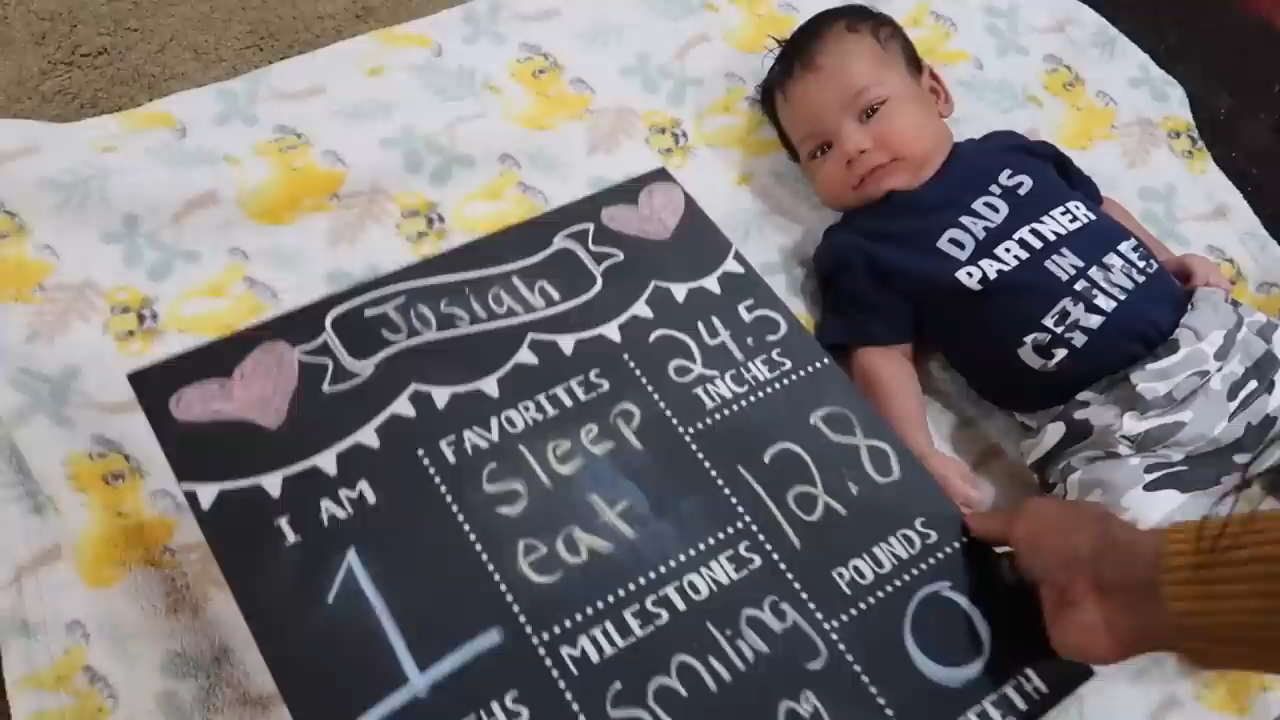 Josiah
I AM
1
FAVORITES
Sleep
eat
24.5
INCHES
12.8
POUNDS
MILESTONES
Smiling
0
DAD'S
PARTNER
IN
CRIME